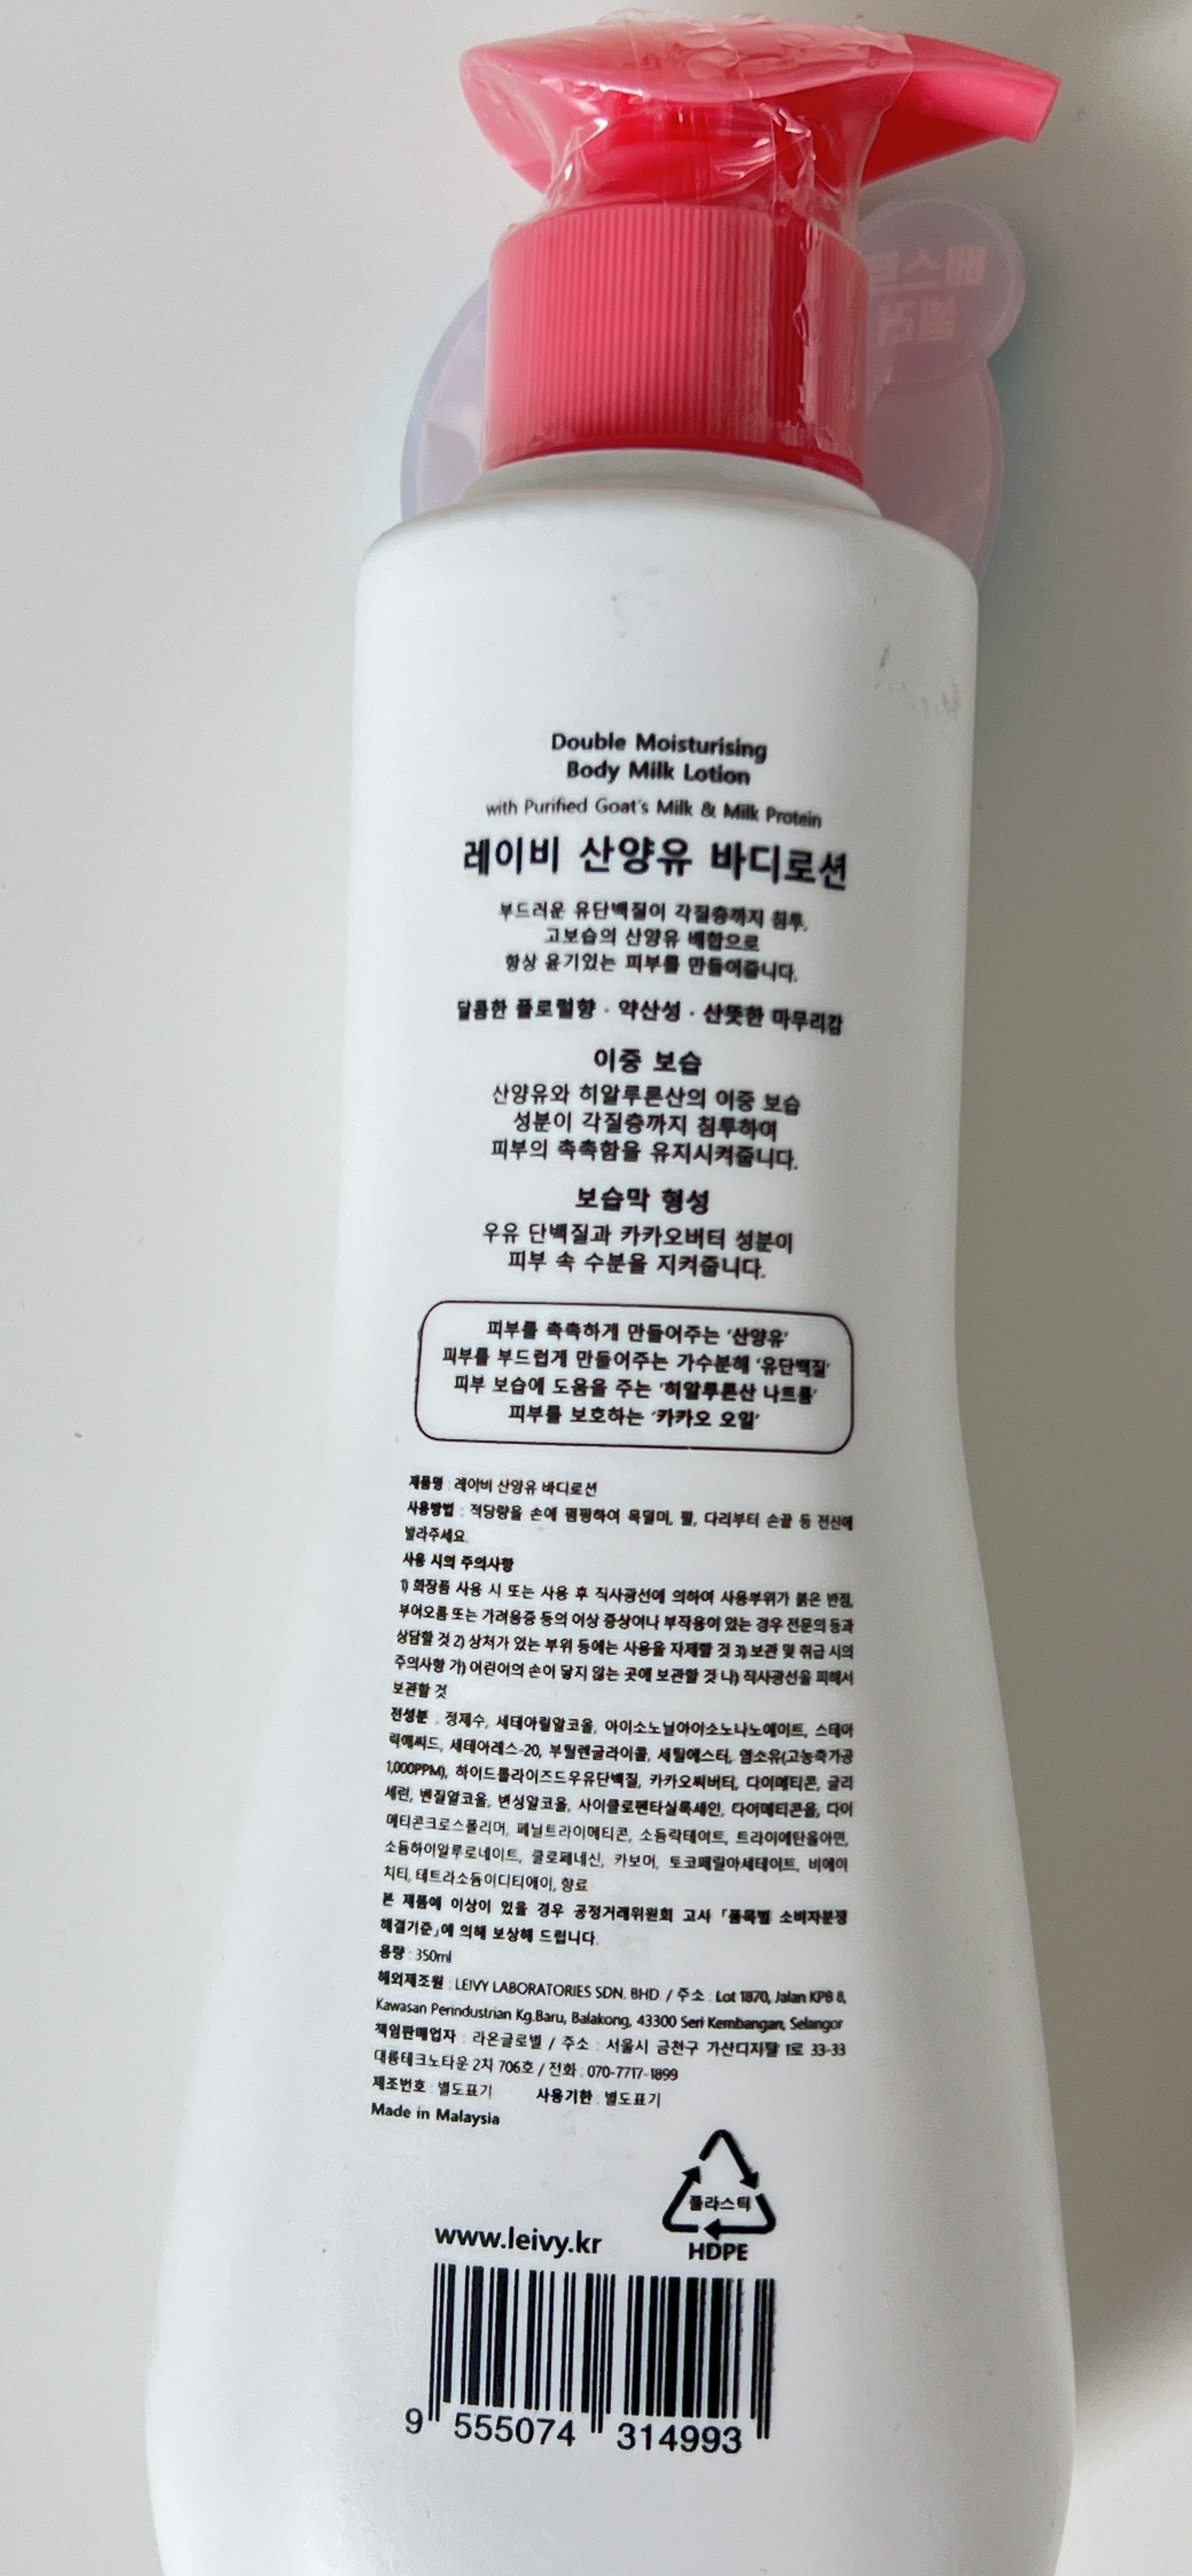 베스트
셀러
Double Moisturising
Body Milk Lotion
with Purified Goat's Milk & Milk Protein
레이비 산양유 바디로션
부드러운 유단백질이 각질층까지 침투,
고보습의 산양유 배합으로
항상 윤기있는 피부를 만들어줍니다.
달콤한 플로럴향 · 약산성 · 산뜻한 마무리감
이중 보습
산양유와 히알루론산의 이중 보습
성분이 각질층까지 침투하여
피부의 촉촉함을 유지시켜줍니다.
보습막 형성
우유 단백질과 카카오버터 성분이
피부 속 수분을 지켜줍니다.
피부를 촉촉하게 만들어주는 '산양유'
피부를 부드럽게 만들어주는 가수분해 '유단백질'
피부 보습에 도움을 주는 '히알루론산 나트륨'
피부를 보호하는 '카카오 오일'
제품명 : 레이비 산양유 바디로션
사용방법 : 적당량을 손에 펌핑하여 목덜미, 팔, 다리부터 손끝 등 전신에
발라주세요.
사용 시의 주의사항
1) 화장품 사용 시 또는 사용 후 직사광선에 의하여 사용부위가 붉은 반점,
부어오름 또는 가려움증 등의 이상 증상이나 부작용이 있는 경우 전문의 등과
상담할 것 2) 상처가 있는 부위 등에는 사용을 자제할 것 3) 보관 및 취급 시의
주의사항 가) 어린이의 손이 닿지 않는 곳에 보관할 것 나) 직사광선을 피해서
보관할 것
전성분 : 정제수, 세테아릴알코올, 아이소노닐아이소노나노에이트, 스테아
릭애씨드, 세테아레스-20, 부틸렌글라이콜, 세틸에스터, 염소유(고농축가공
1,000PPM), 하이드롤라이즈드우유단백질, 카카오씨버터, 다이메티콘, 글리
세린, 벤질알코올, 변성알코올, 사이클로펜타실록세인, 다이메티콘올, 다이
메티콘크로스폴리머, 페닐트라이메티콘, 소듐락테이트, 트라이에탄올아민,
소듐하이알루로네이트, 클로페네신, 카보머, 토코페릴아세테이트, 비에이
치티, 테트라소듐이디티에이, 향료
본 제품에 이상이 있을 경우 공정거래위원회 고시 「품목별 소비자분쟁
해결기준」에 의해 보상해 드립니다.
용량 : 350ml
해외제조원 : LEIVY LABORATORIES SDN. BHD / 주소 : Lot 1870, Jalan KPB 8,
Kawasan Perindustrian Kg.Baru, Balakong, 43300 Seri Kembangan, Selangor
책임판매업자 : 라온글로벌 / 주소 : 서울시 금천구 가산디지털 1로 33-33
대륭테크노타운 2차 706호 / 전화 : 070-7717-1899
제조번호 : 별도표기 사용기한 : 별도표기
Made in Malaysia
플라스틱
HDPE
www.leivy.kr
9 555074 314993